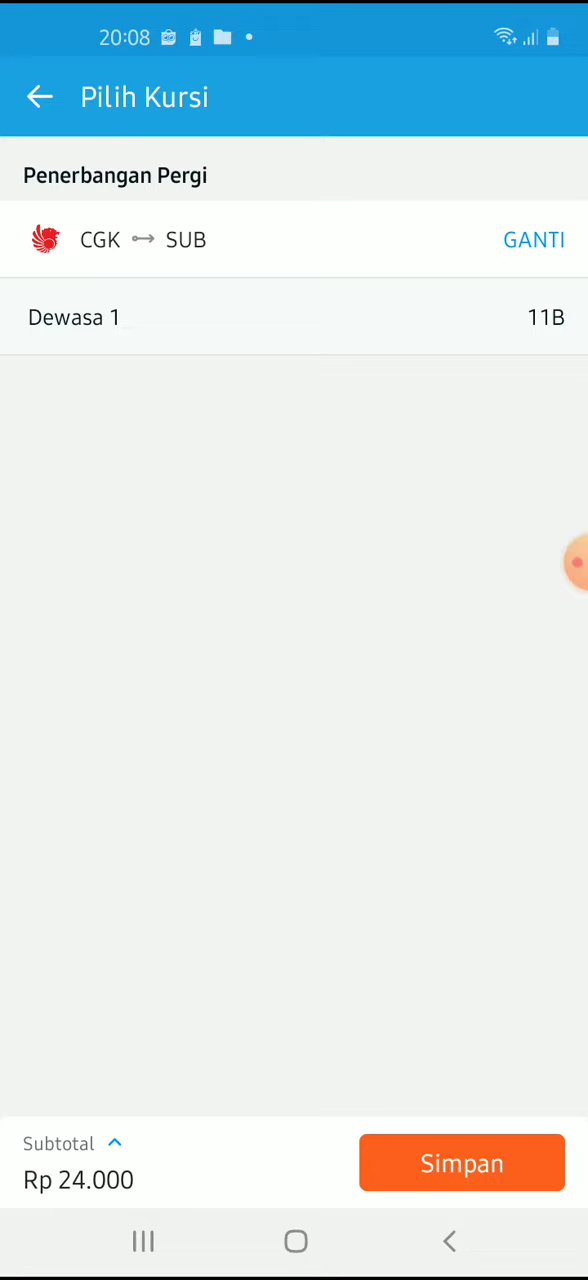 20:08
Pilih Kursi
Penerbangan Pergi
CGK SUB GANTI
Dewasa 1 11B
Subtotal
Rp 24.000
Simpan